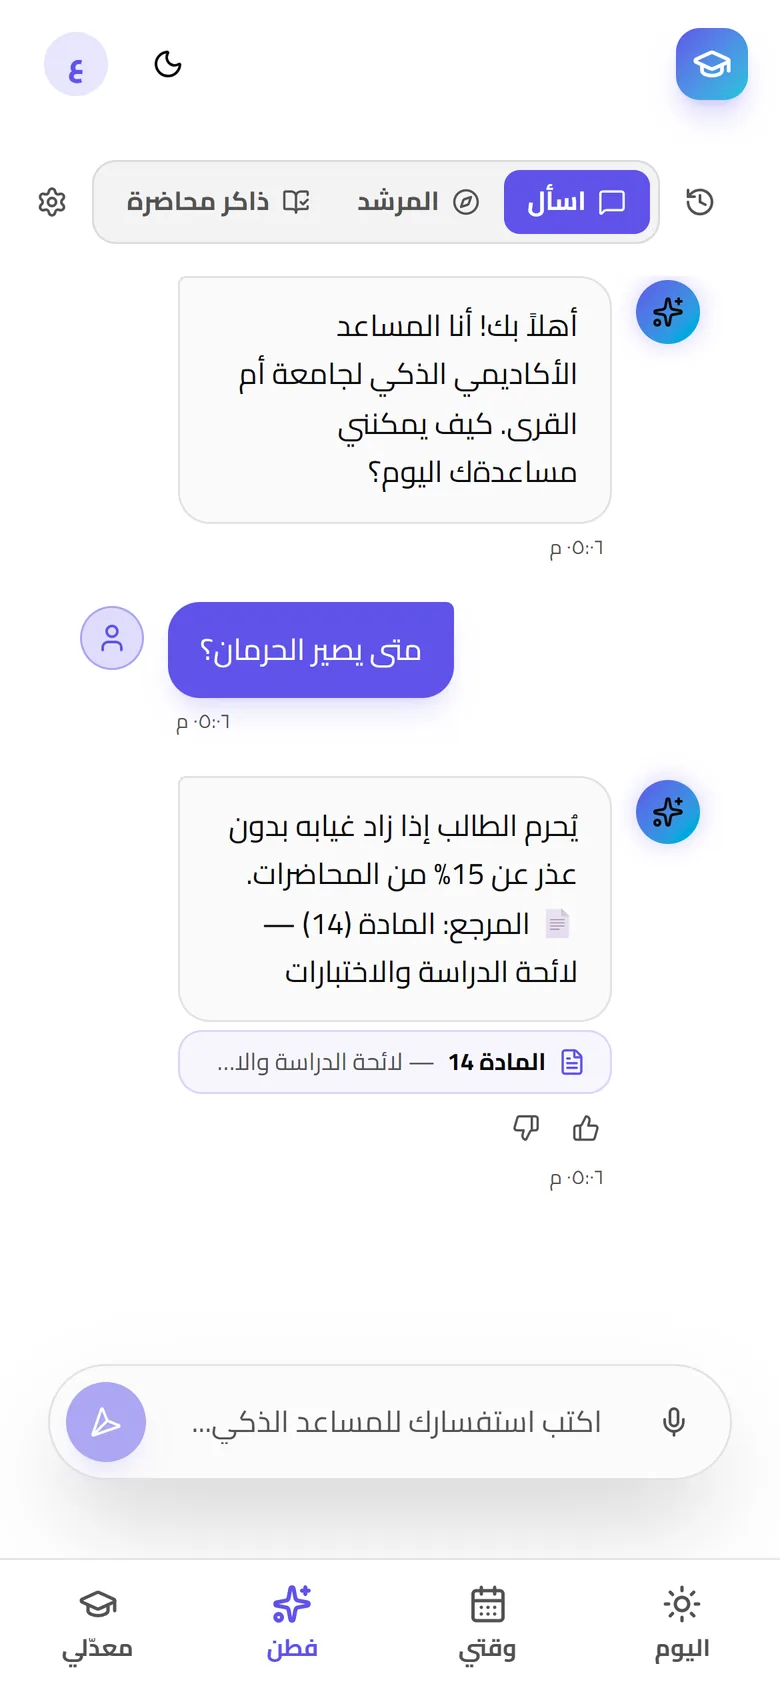 ع
اسأل
المرشد
ذاكر محاضرة
أهلاً بك! أنا المساعد
الأكاديمي الذكي لجامعة أم
القرى. كيف يمكنني
مساعدةك اليوم؟
٠٥:٠٦ م
متى يصير الحرمان؟
٠٥:٠٦ م
يُحرم الطالب إذا زاد غيابه بدون
عذر عن 15% من المحاضرات.
المرجع: المادة (14) —
لائحة الدراسة والاختبارات
المادة 14 — لائحة الدراسة والا...
٠٥:٠٦ م
اكتب استفسارك للمساعد الذكي...
اليوم
وقتي
فطن
معدّلي